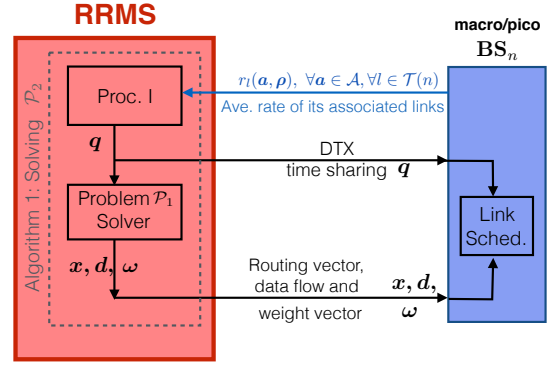 RRMS
macro/pico
BSₙ
Algorithm 1: Solving 𝒫₂
Proc. I
r_l(a, ρ), ∀a ∈ 𝒜, ∀l ∈ 𝒯(n)
Ave. rate of its associated links
q
DTX
time sharing q
Problem 𝒫₁
Solver
Link
Sched.
x, d, ω
Routing vector,
data flow and
weight vector
x, d,
ω